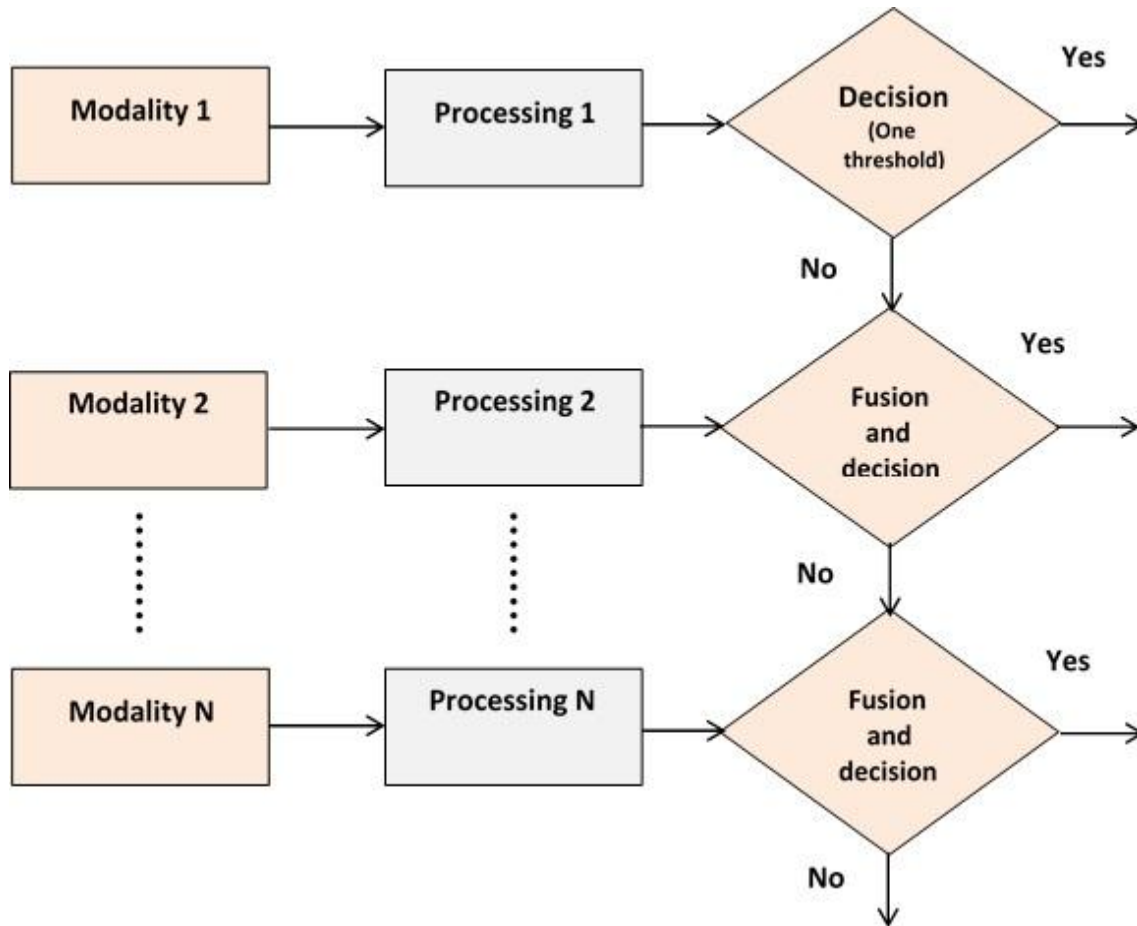 Modality 1
Processing 1
Decision
(One
threshold)
Yes
No
Modality 2
Processing 2
Fusion
and
decision
Yes
No
Modality N
Processing N
Fusion
and
decision
Yes
No